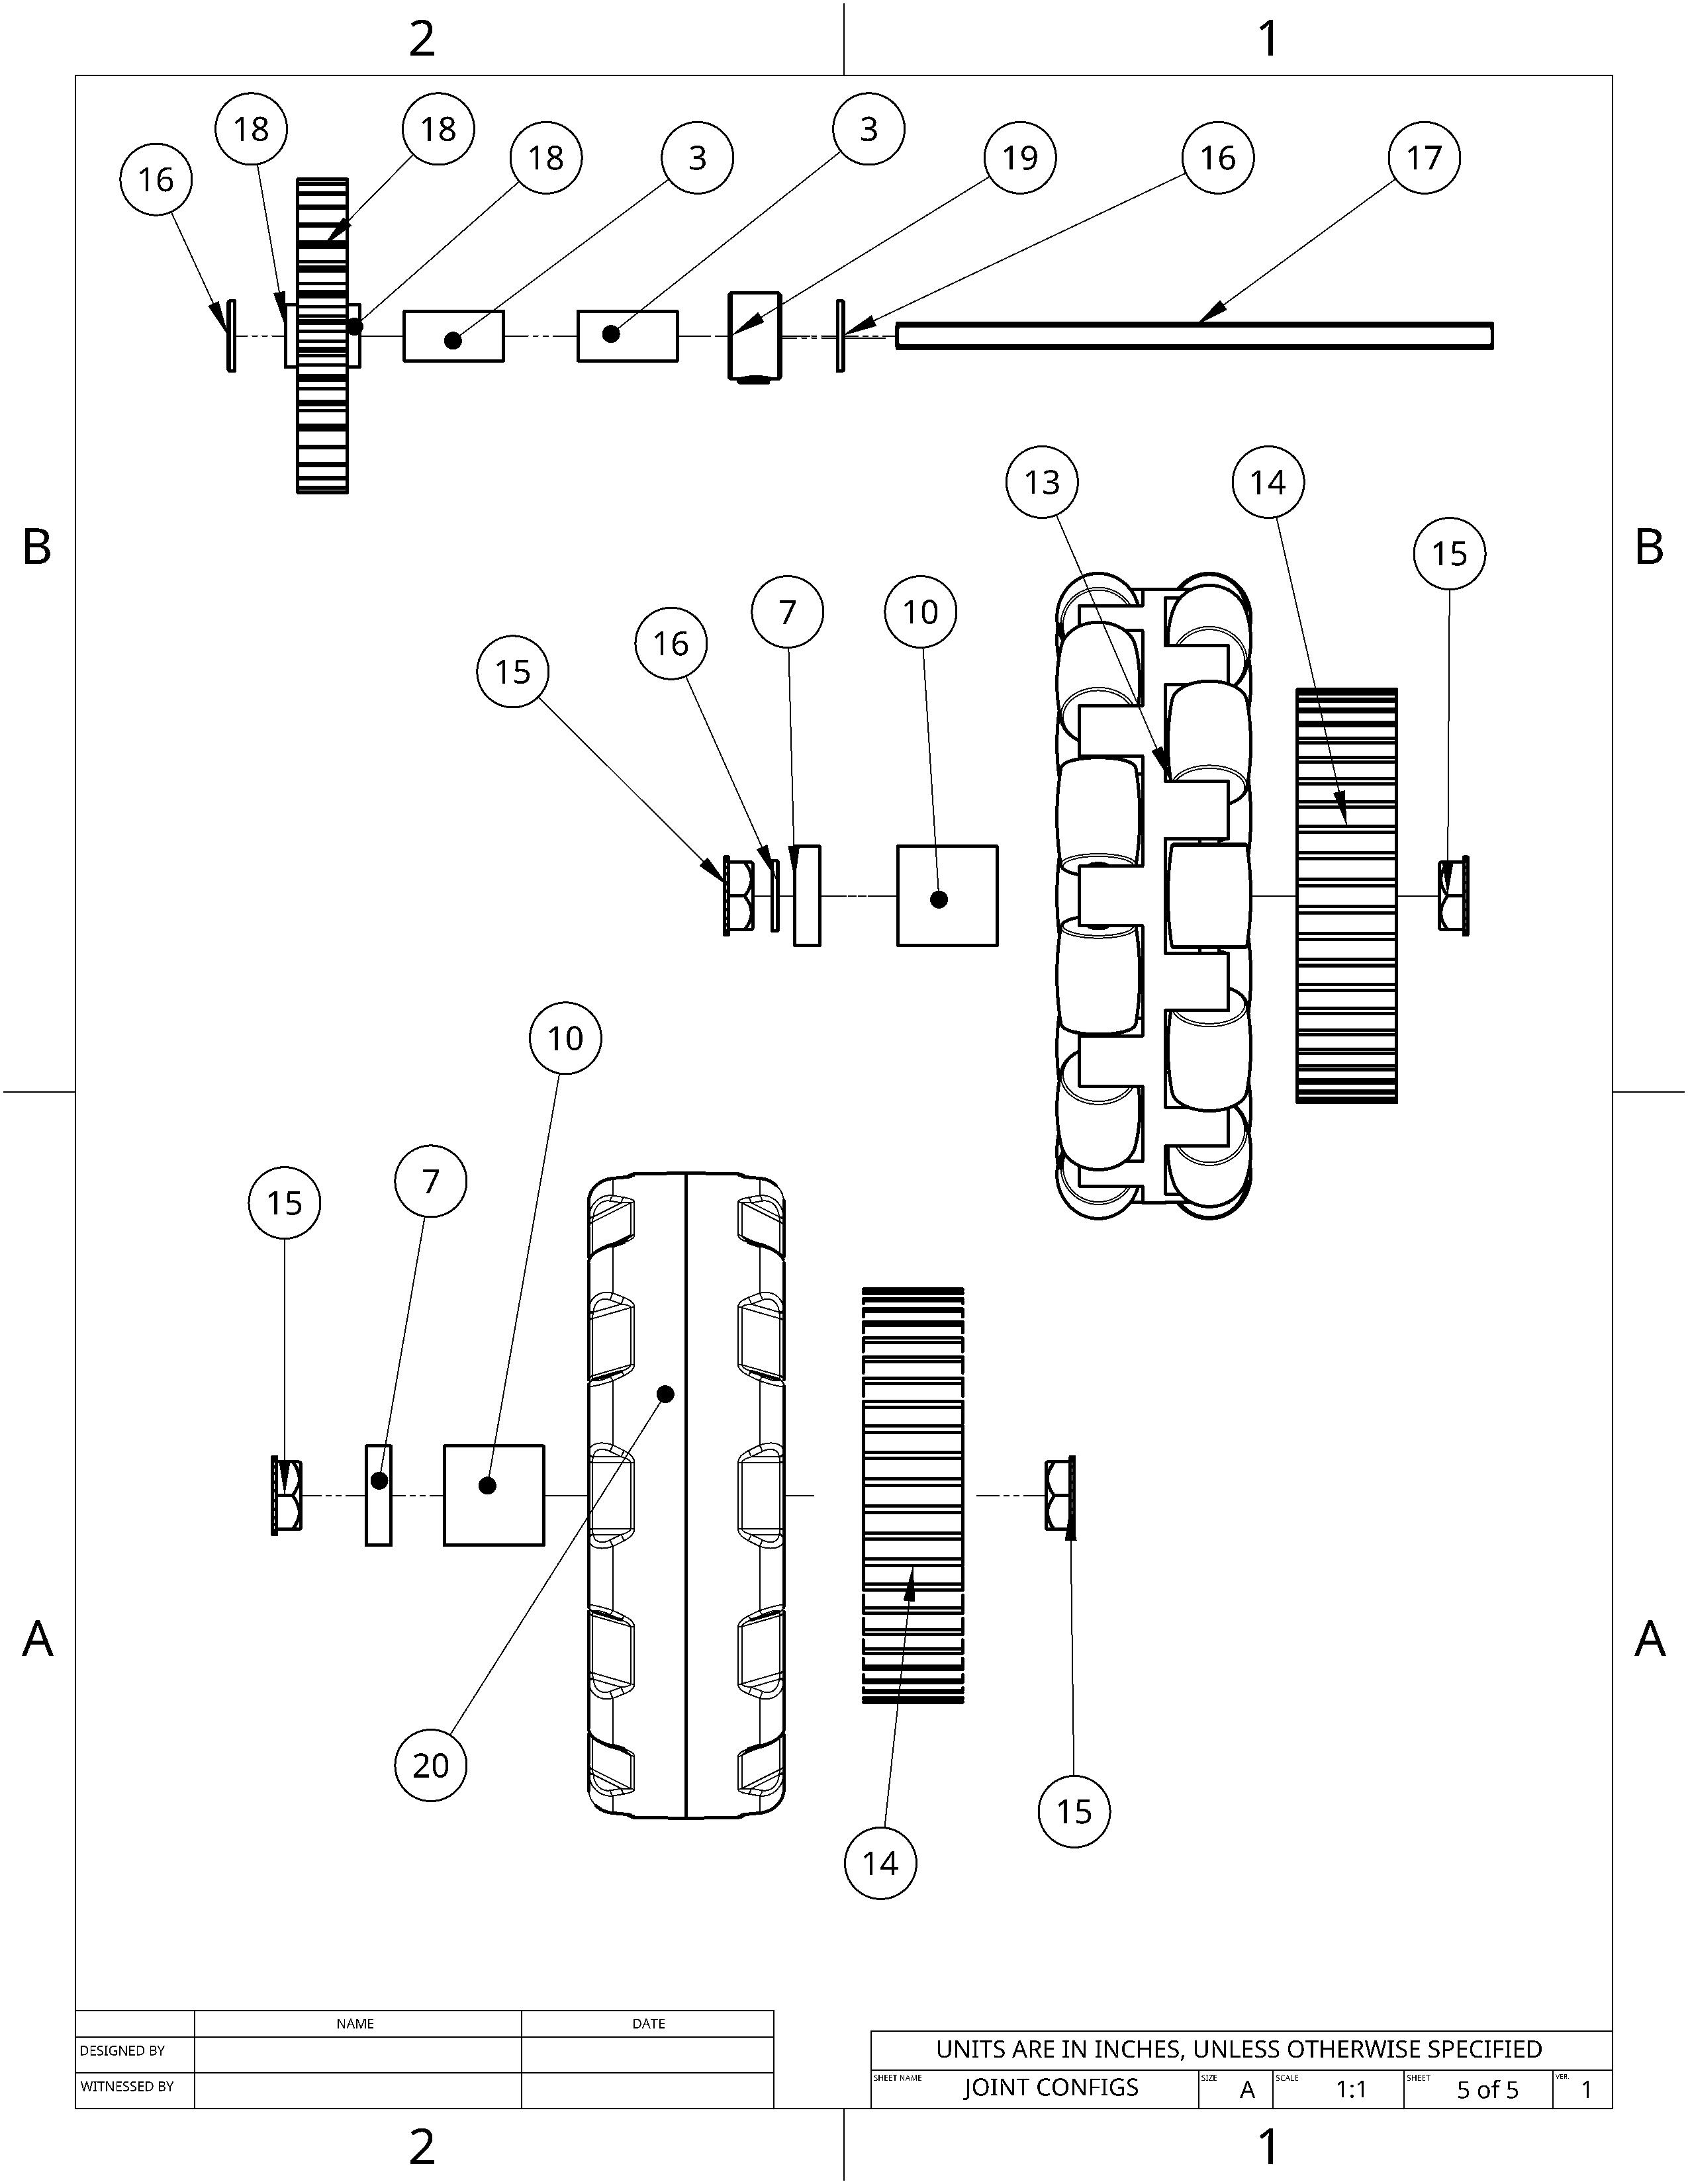 2 1
18 18 3
18 3 19 16 17
16
13 14
B B
15
7 10
16
15
10
7
15
A A
20
15
14
NAME DATE
DESIGNED BY
WITNESSED BY
UNITS ARE IN INCHES, UNLESS OTHERWISE SPECIFIED
SHEET NAME JOINT CONFIGS SIZE A SCALE 1:1 SHEET 5 of 5 VER. 1
2 1